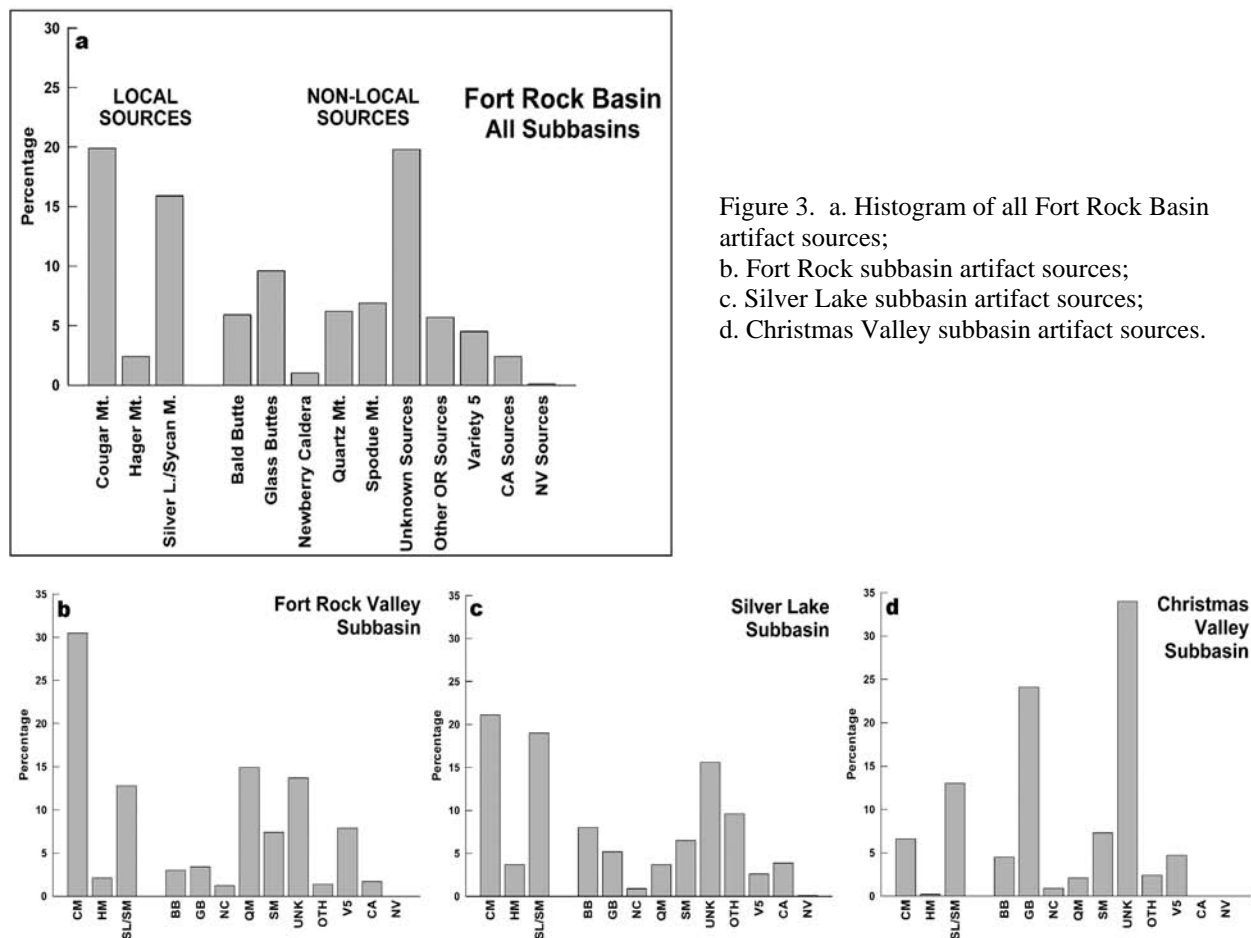 a
30
25
20
15
10
5
0
Percentage
LOCAL
SOURCES
NON-LOCAL
SOURCES
Fort Rock Basin
All Subbasins
Cougar Mt.
Hager Mt.
Silver L./Sycan M.
Bald Butte
Glass Buttes
Newberry Caldera
Quartz Mt.
Spodue Mt.
Unknown Sources
Other OR Sources
Variety 5
CA Sources
NV Sources
Figure 3. a. Histogram of all Fort Rock Basin
artifact sources;
b. Fort Rock subbasin artifact sources;
c. Silver Lake subbasin artifact sources;
d. Christmas Valley subbasin artifact sources.
b
Fort Rock Valley
Subbasin
35
30
25
20
15
10
5
0
Percentage
CM
HM
SL/SM
BB
GB
NC
QM
SM
UNK
OTH
V5
CA
NV
c
Silver Lake
Subbasin
35
30
25
20
15
10
5
0
Percentage
CM
HM
SL/SM
BB
GB
NC
QM
SM
UNK
OTH
V5
CA
NV
d
Christmas
Valley
Subbasin
35
30
25
20
15
10
5
0
Percentage
CM
HM
SL/SM
BB
GB
NC
QM
SM
UNK
OTH
V5
CA
NV